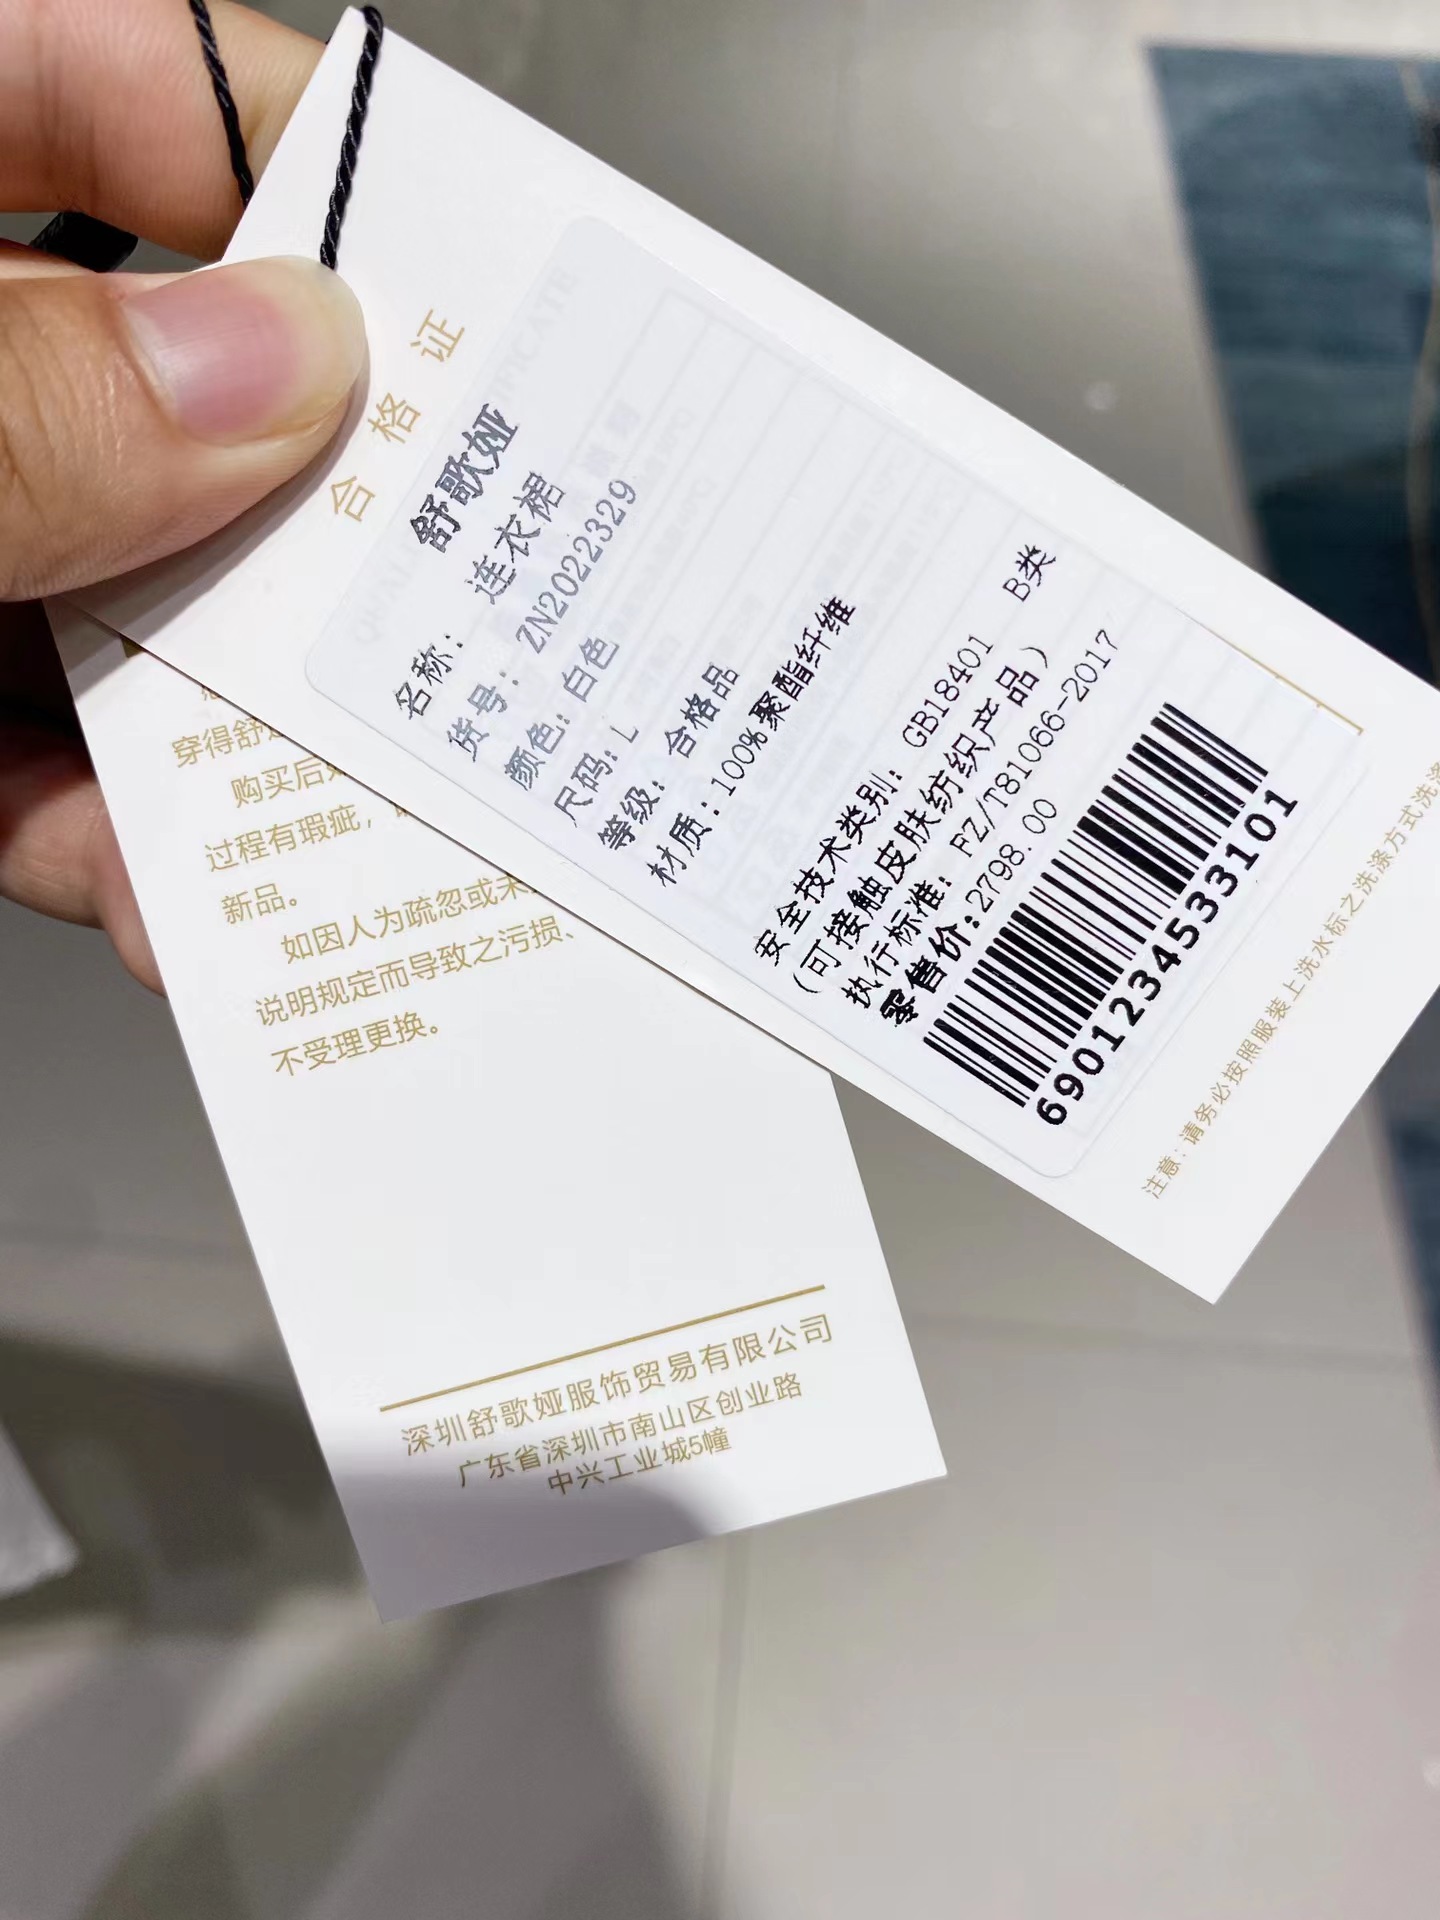 合格证
舒歌娅
名称： 连衣裙
货号： ZN2022329
颜色：白色
尺码：L
等级：合格品
材质：100%聚酯纤维
安全技术类别：GB18401 B类
（可接触皮肤纺织产品）
执行标准：FZ/T81066-2017
零售价：2798.00
6901234533101
注意：请务必按照服装上洗水标之洗涤方式洗涤
穿得舒适
购买后如
过程有瑕疵，
新品。
如因人为疏忽或未
说明规定而导致之污损、
不受理更换。
深圳舒歌娅服饰贸易有限公司
广东省深圳市南山区创业路
中兴工业城5幢